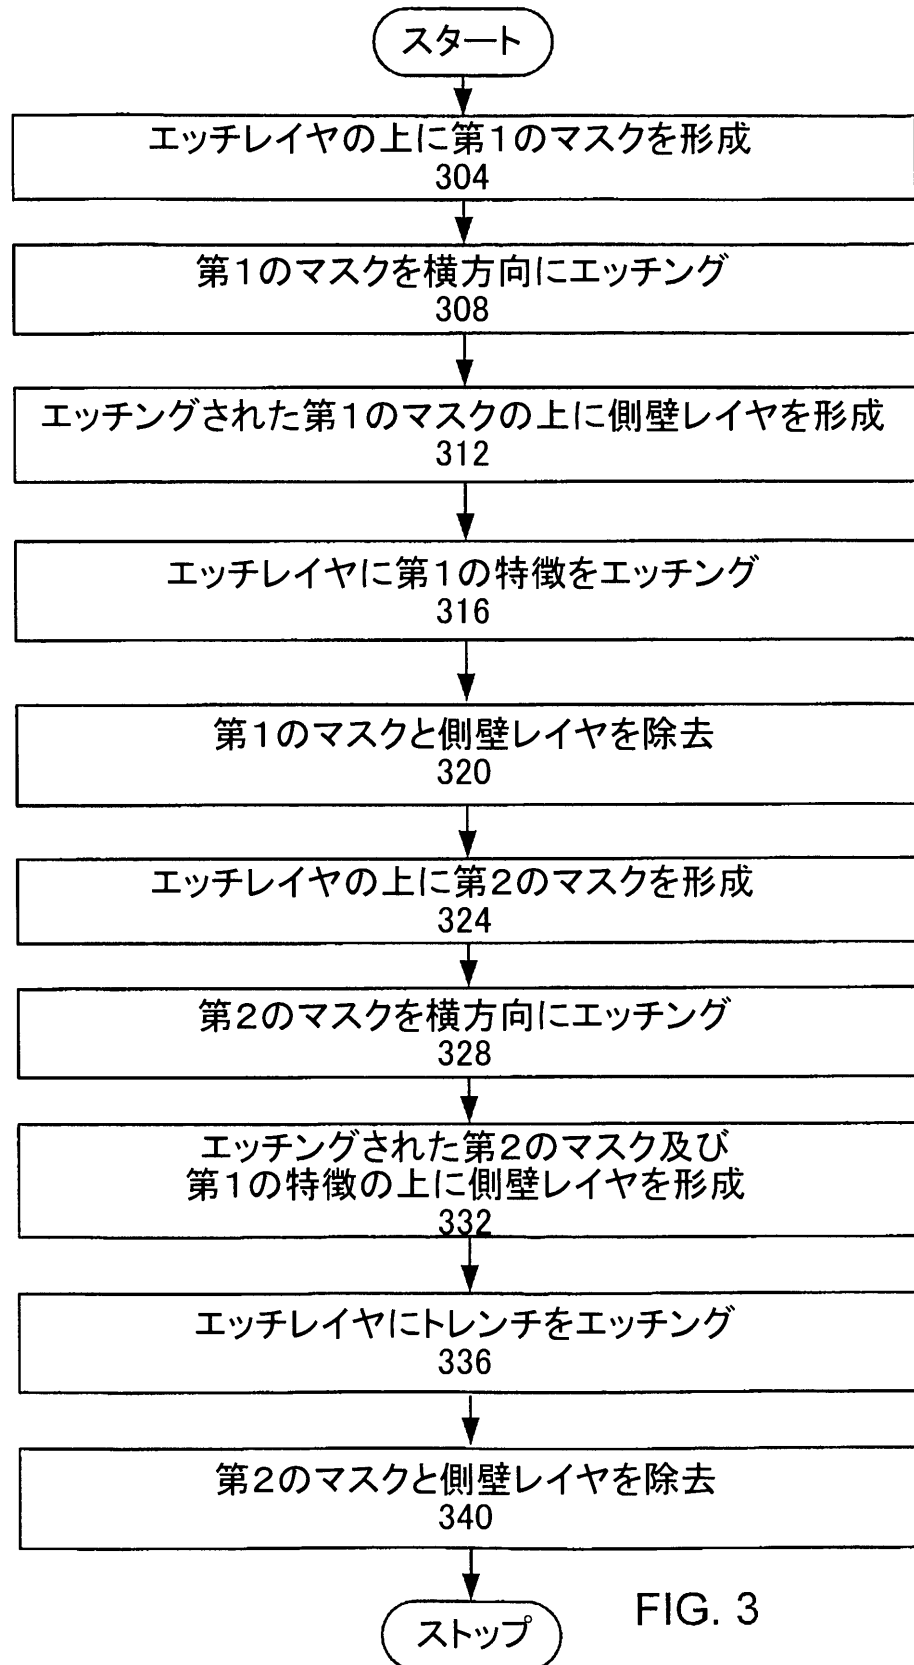 スタート
エッチレイヤの上に第1のマスクを形成
304
第1のマスクを横方向にエッチング
308
エッチングされた第1のマスクの上に側壁レイヤを形成
312
エッチレイヤに第1の特徴をエッチング
316
第1のマスクと側壁レイヤを除去
320
エッチレイヤの上に第2のマスクを形成
324
第2のマスクを横方向にエッチング
328
エッチングされた第2のマスク及び
第1の特徴の上に側壁レイヤを形成
332
エッチレイヤにトレンチをエッチング
336
第2のマスクと側壁レイヤを除去
340
ストップ
FIG. 3